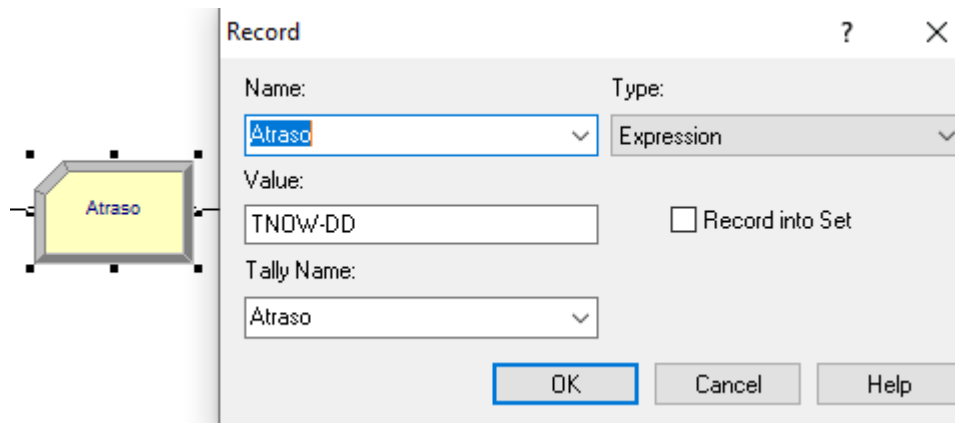 Record ?
Name: Type:
Atraso Expression
Atraso
Value:
TNOW-DD Record into Set
Tally Name:
Atraso
OK Cancel Help